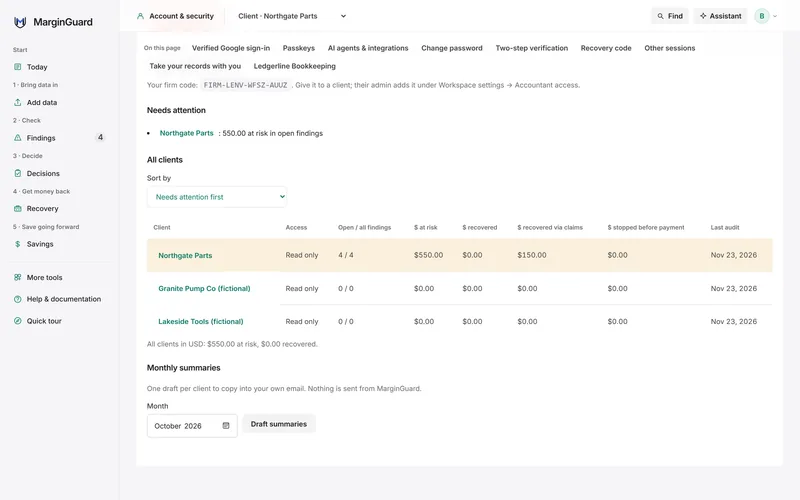 MarginGuard
Account & security
Client · Northgate Parts
Find
Assistant
B
Start
Today
1 · Bring data in
Add data
2 · Check
Findings 4
3 · Decide
Decisions
4 · Get money back
Recovery
5 · Save going forward
Savings
More tools
Help & documentation
Quick tour
On this page Verified Google sign-in Passkeys AI agents & integrations Change password Two-step verification Recovery code Other sessions
Take your records with you Ledgerline Bookkeeping
Your firm code: FIRM-LENV-WFSZ-AUUZ . Give it to a client; their admin adds it under Workspace settings → Accountant access.
Needs attention
• Northgate Parts : 550.00 at risk in open findings
All clients
Sort by
Needs attention first
Client Access Open / all findings $ at risk $ recovered $ recovered via claims $ stopped before payment Last audit
Northgate Parts Read only 4 / 4 $550.00 $0.00 $150.00 $0.00 Nov 23, 2026
Granite Pump Co (fictional) Read only 0 / 0 $0.00 $0.00 $0.00 $0.00 Nov 23, 2026
Lakeside Tools (fictional) Read only 0 / 0 $0.00 $0.00 $0.00 $0.00 Nov 23, 2026
All clients in USD: $550.00 at risk, $0.00 recovered.
Monthly summaries
One draft per client to copy into your own email. Nothing is sent from MarginGuard.
Month
October 2026
Draft summaries